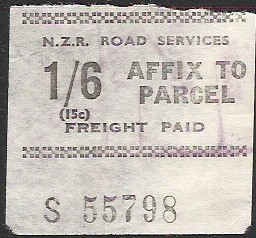 N.Z.R. ROAD SERVICES
1/6 AFFIX TO
(15c) PARCEL
FREIGHT PAID
S 55798